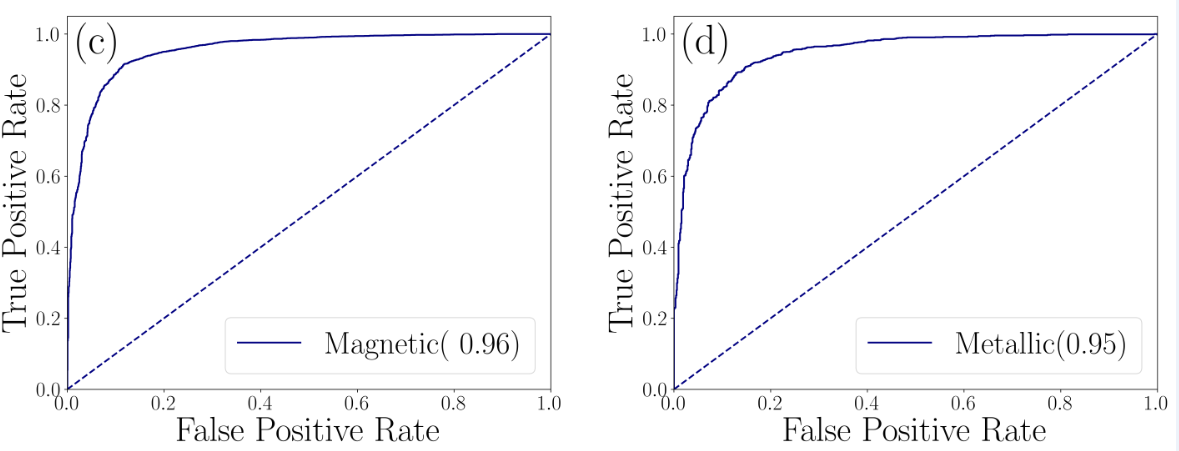 (c)
True Positive Rate
1.0
0.8
0.6
0.4
0.2
0.0
Magnetic( 0.96)
0.0 0.2 0.4 0.6 0.8 1.0
False Positive Rate
(d)
True Positive Rate
1.0
0.8
0.6
0.4
0.2
0.0
Metallic(0.95)
0.0 0.2 0.4 0.6 0.8 1.0
False Positive Rate